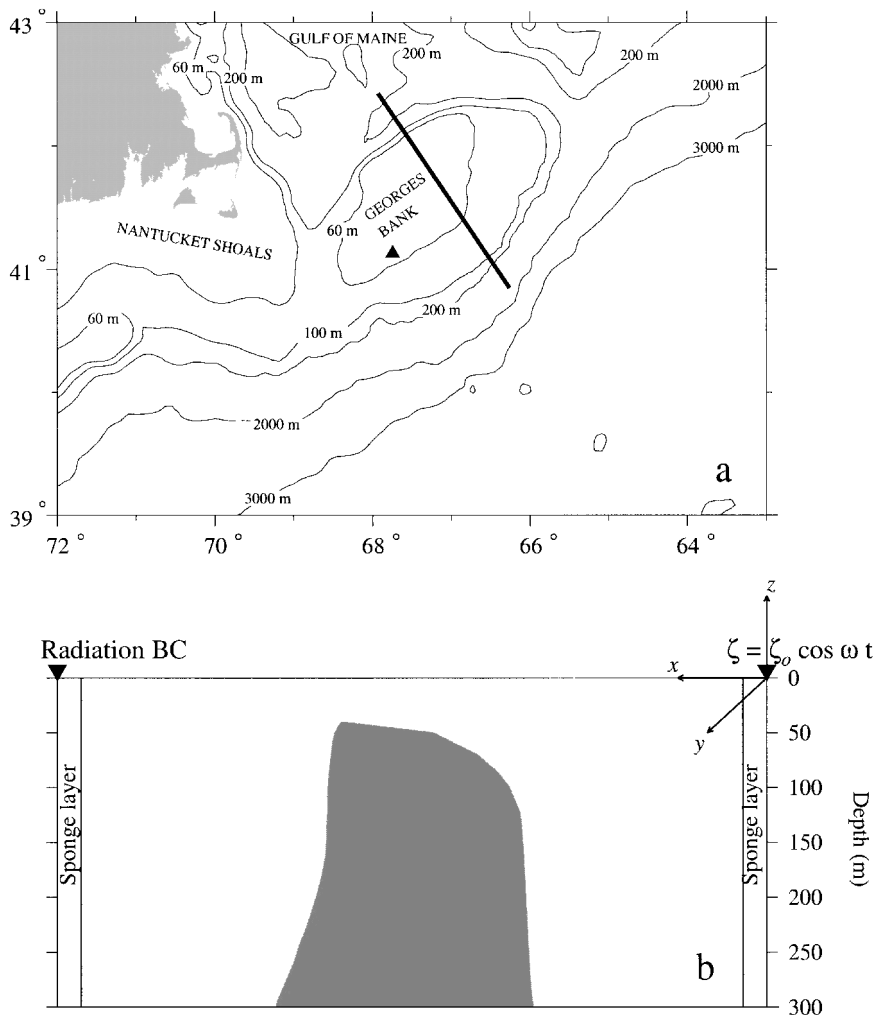 43
GULF OF MAINE
60 m
200 m
200 m
200 m
2000 m
3000 m
GEORGES
BANK
60 m
NANTUCKET SHOALS
41 °
60 m
100 m
200 m
2000 m
3000 m
a
39 °
72 °
70 °
68 °
66 °
64 °
z
Radiation BC
ζ = ζo cos ω t
x
y
0
50
100
150
200
250
300
Sponge layer
Sponge layer
Depth (m)
b